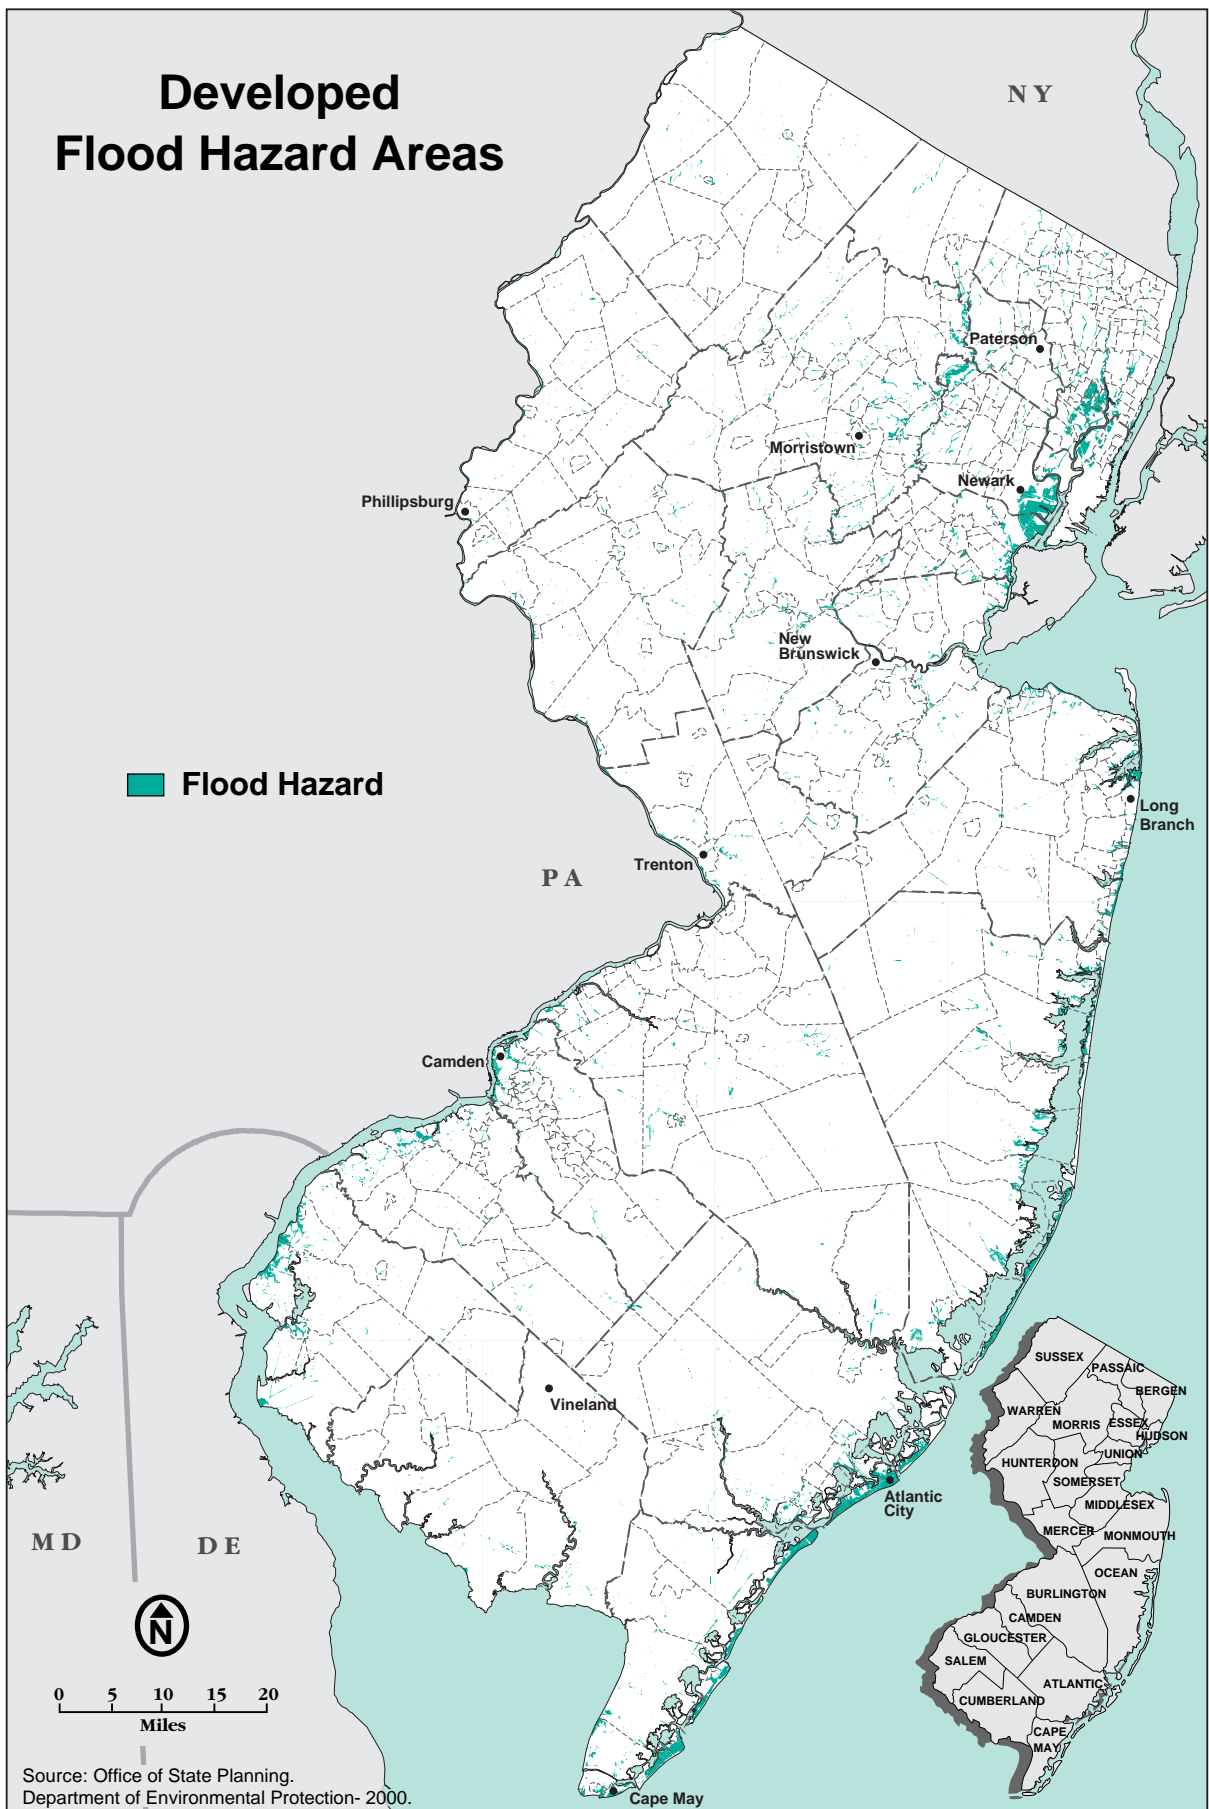 Developed
Flood Hazard Areas
NY
Paterson
Morristown
Newark
Phillipsburg
New
Brunswick
Flood Hazard
Long
Branch
Trenton
PA
Camden
Vineland
Atlantic
City
MD
DE
N
0 5 10 15 20
Miles
Cape May
Source: Office of State Planning.
Department of Environmental Protection- 2000.
SUSSEX
PASSAIC
BERGEN
WARREN
MORRIS
ESSEX
HUDSON
HUNTERDON
UNION
SOMERSET
MIDDLESEX
MERCER
MONMOUTH
OCEAN
BURLINGTON
CAMDEN
GLOUCESTER
SALEM
ATLANTIC
CUMBERLAND
CAPE
MAY